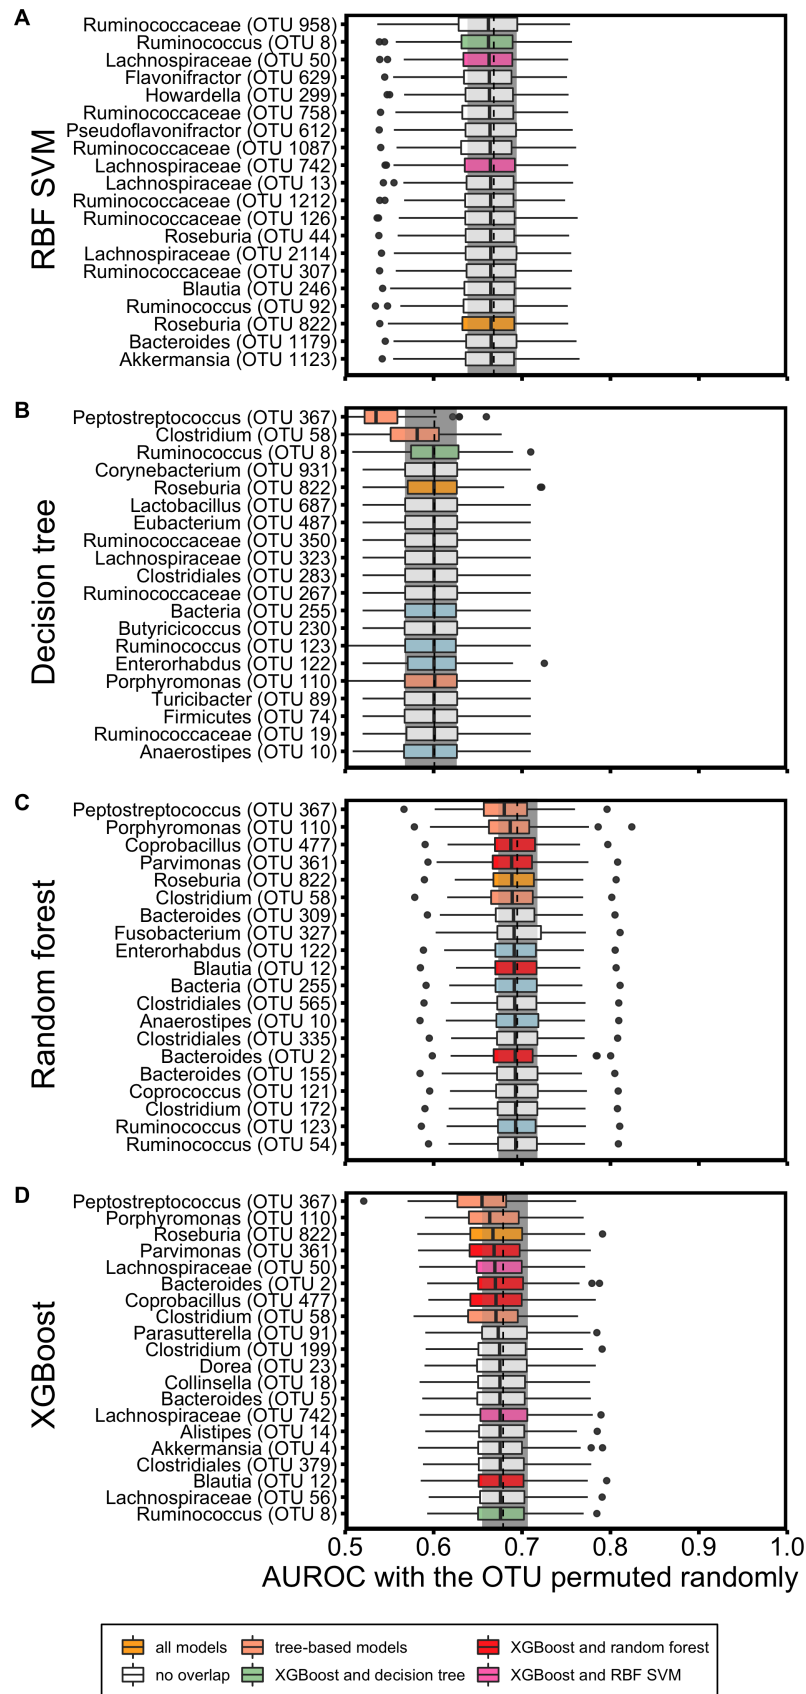 A
RBF SVM
Ruminococcaceae (OTU 958)
Ruminococcus (OTU 8)
Lachnospiraceae (OTU 50)
Flavonifractor (OTU 629)
Howardella (OTU 299)
Ruminococcaceae (OTU 758)
Pseudoflavonifractor (OTU 612)
Ruminococcaceae (OTU 1087)
Lachnospiraceae (OTU 742)
Lachnospiraceae (OTU 13)
Ruminococcaceae (OTU 1212)
Ruminococcaceae (OTU 126)
Roseburia (OTU 44)
Lachnospiraceae (OTU 2114)
Ruminococcaceae (OTU 307)
Blautia (OTU 246)
Ruminococcus (OTU 92)
Roseburia (OTU 822)
Bacteroides (OTU 1179)
Akkermansia (OTU 1123)
B
Decision tree
Peptostreptococcus (OTU 367)
Clostridium (OTU 58)
Ruminococcus (OTU 8)
Corynebacterium (OTU 931)
Roseburia (OTU 822)
Lactobacillus (OTU 687)
Eubacterium (OTU 487)
Ruminococcaceae (OTU 350)
Lachnospiraceae (OTU 323)
Clostridiales (OTU 283)
Ruminococcaceae (OTU 267)
Bacteria (OTU 255)
Butyricicoccus (OTU 230)
Ruminococcus (OTU 123)
Enterorhabdus (OTU 122)
Porphyromonas (OTU 110)
Turicibacter (OTU 89)
Firmicutes (OTU 74)
Ruminococcaceae (OTU 19)
Anaerostipes (OTU 10)
C
Random forest
Peptostreptococcus (OTU 367)
Porphyromonas (OTU 110)
Coprobacillus (OTU 477)
Parvimonas (OTU 361)
Roseburia (OTU 822)
Clostridium (OTU 58)
Bacteroides (OTU 309)
Fusobacterium (OTU 327)
Enterorhabdus (OTU 122)
Blautia (OTU 12)
Bacteria (OTU 255)
Clostridiales (OTU 565)
Anaerostipes (OTU 10)
Clostridiales (OTU 335)
Bacteroides (OTU 2)
Bacteroides (OTU 155)
Coprococcus (OTU 121)
Clostridium (OTU 172)
Ruminococcus (OTU 123)
Ruminococcus (OTU 54)
D
XGBoost
Peptostreptococcus (OTU 367)
Porphyromonas (OTU 110)
Roseburia (OTU 822)
Parvimonas (OTU 361)
Lachnospiraceae (OTU 50)
Bacteroides (OTU 2)
Coprobacillus (OTU 477)
Clostridium (OTU 58)
Parasutterella (OTU 91)
Clostridium (OTU 199)
Dorea (OTU 23)
Collinsella (OTU 18)
Bacteroides (OTU 5)
Lachnospiraceae (OTU 742)
Alistipes (OTU 14)
Akkermansia (OTU 4)
Clostridiales (OTU 379)
Blautia (OTU 12)
Lachnospiraceae (OTU 56)
Ruminococcus (OTU 8)
0.5 0.6 0.7 0.8 0.9 1.0
AUROC with the OTU permuted randomly
all models tree-based models XGBoost and random forest
no overlap XGBoost and decision tree XGBoost and RBF SVM